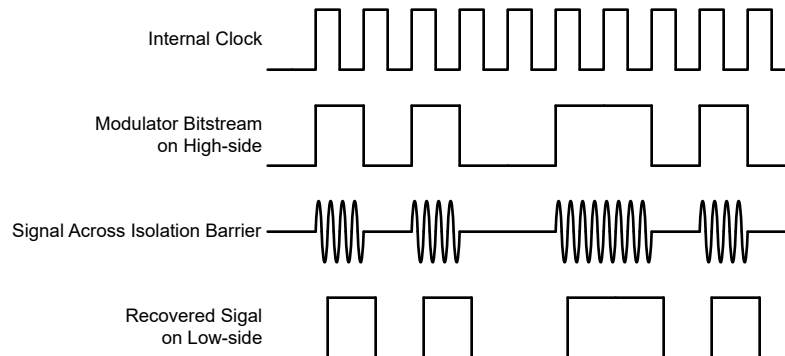 Internal Clock
Modulator Bitstream
on High-side
Signal Across Isolation Barrier
Recovered Sigal
on Low-side